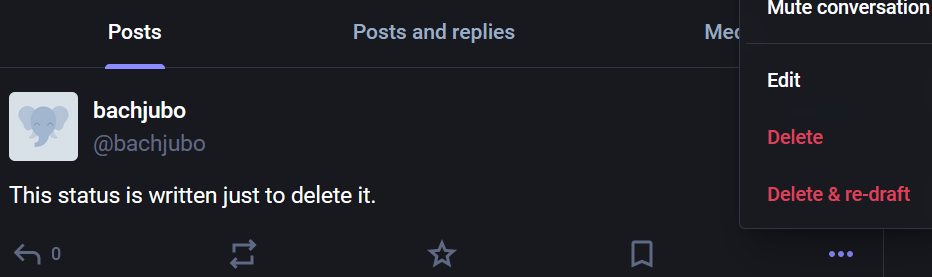 Posts
Posts and replies
Mute conversation
Edit
Delete
Delete & re-draft
bachjubo
@bachjubo
This status is written just to delete it.
0